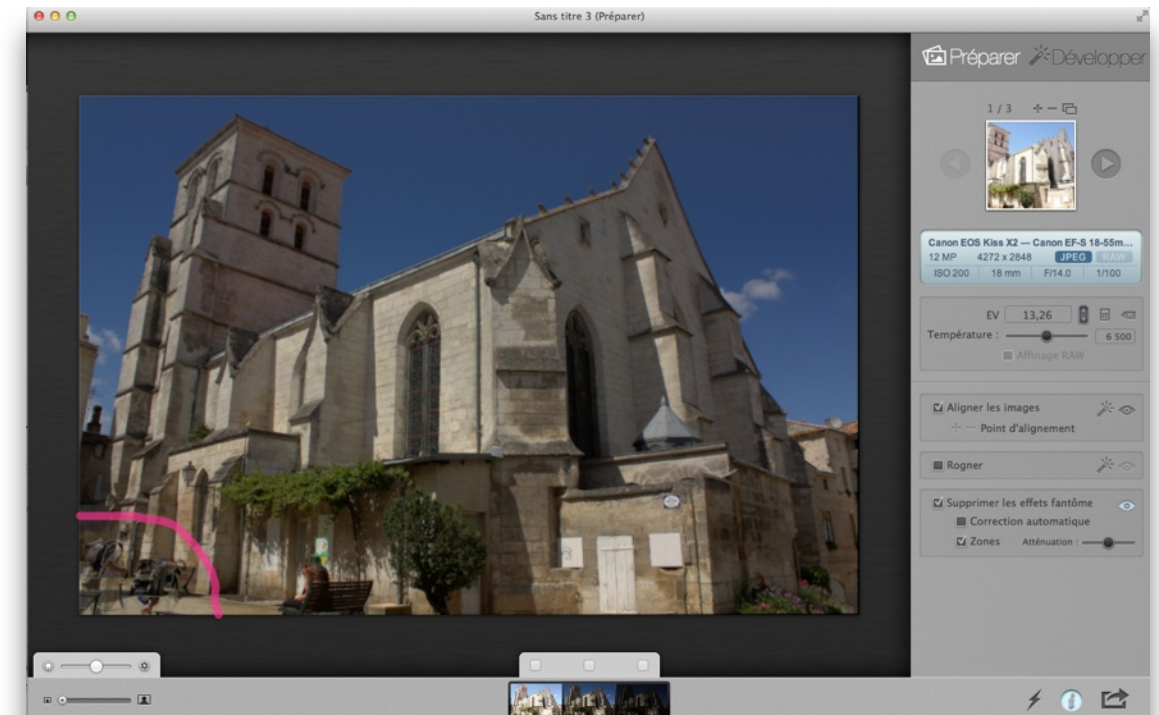 Sans titre 3 (Préparer)
Préparer Développer
1 / 3
Canon EOS Kiss X2 — Canon EF-S 18-55m...
12 MP 4272 x 2848 JPEG RAW
ISO 200 18 mm F/14.0 1/100
EV 13,26
Température : 6 500
Affinage RAW
Aligner les images
Point d'alignement
Rogner
Supprimer les effets fantôme
Correction automatique
Zones Atténuation :